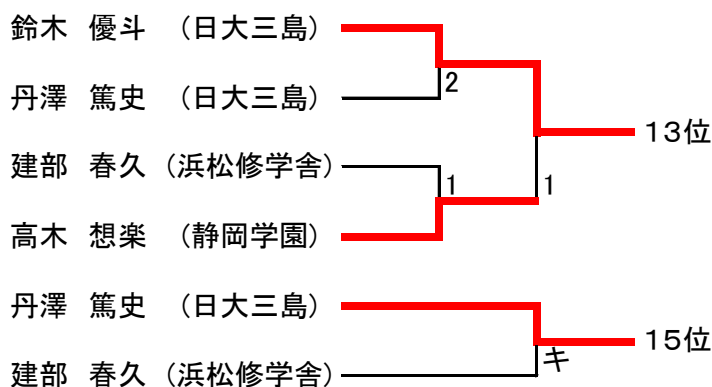 鈴木 優斗 (日大三島)
2
丹澤 篤史 (日大三島)
13位
建部 春久 (浜松修学舎)
1
1
高木 想楽 (静岡学園)
丹澤 篤史 (日大三島)
15位
キ
建部 春久 (浜松修学舎)